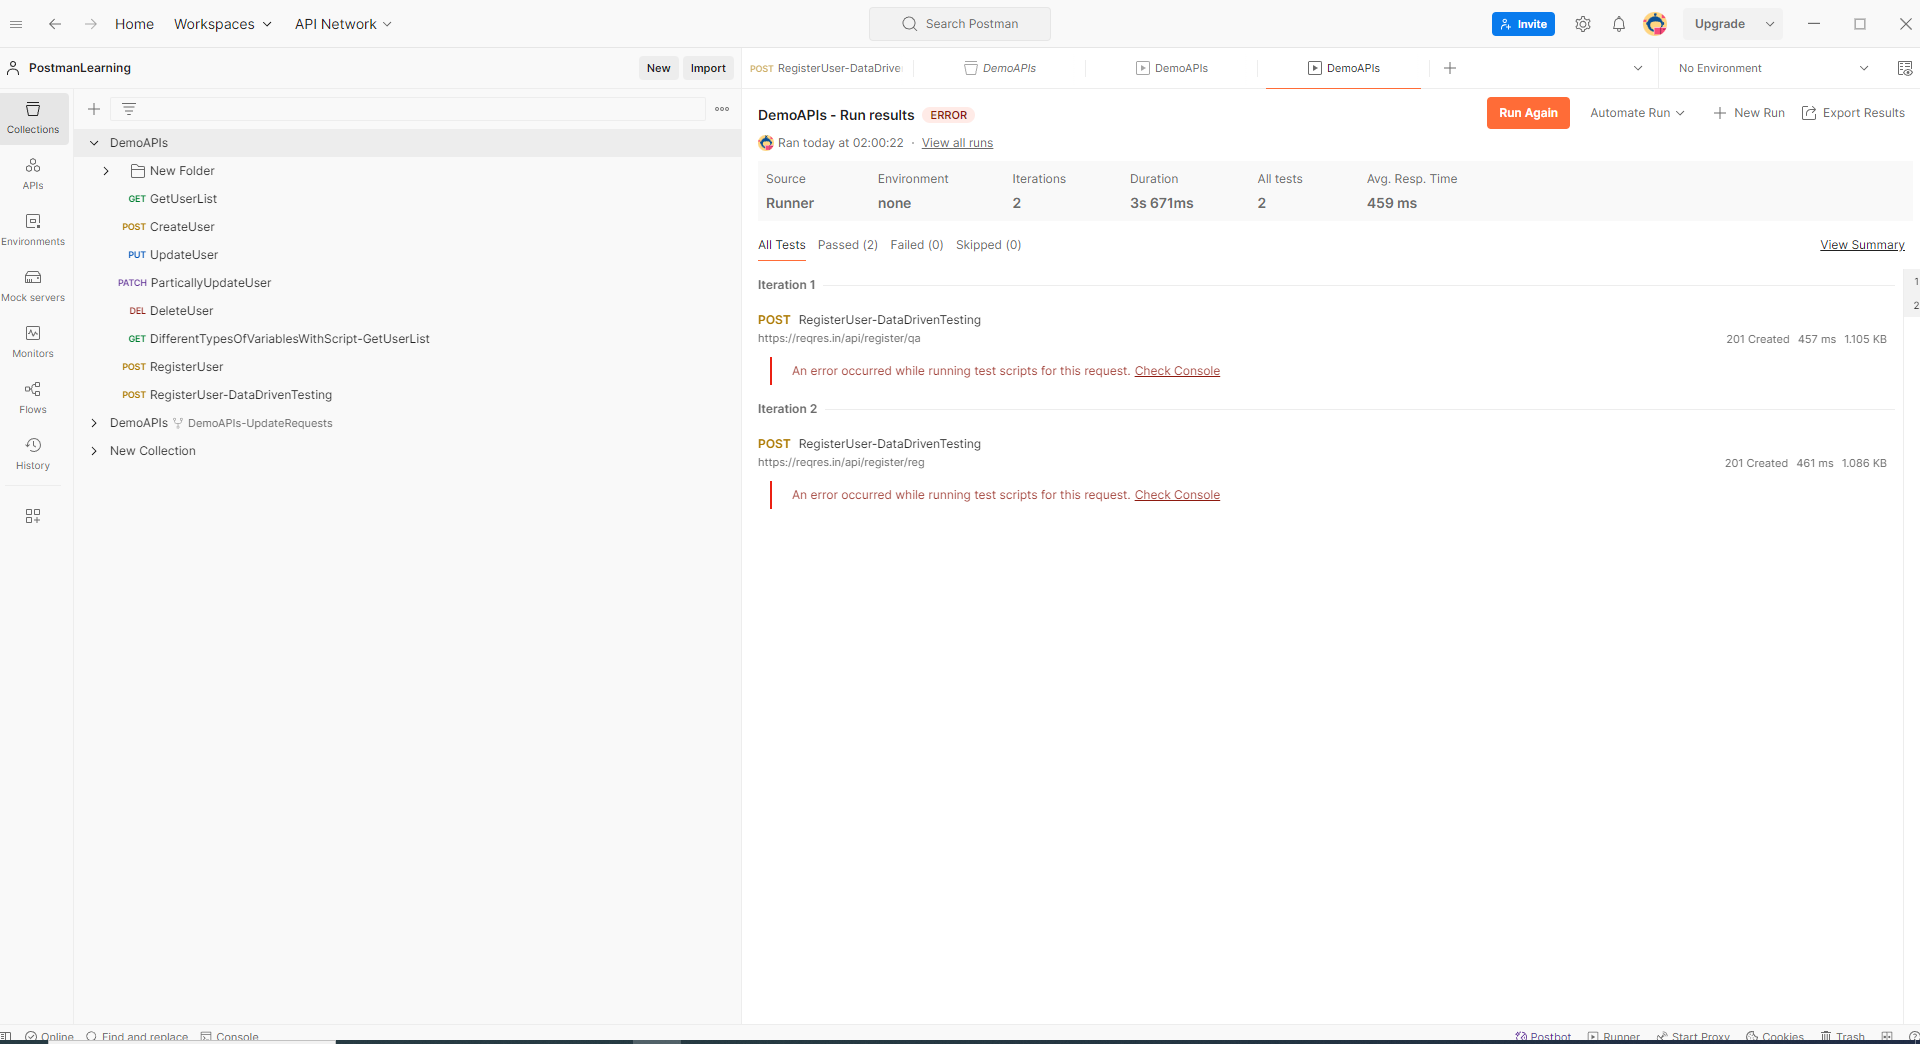 Home Workspaces API Network Search Postman Invite Upgrade
PostmanLearning New Import
POST RegisterUser-DataDrive DemoAPIs DemoAPIs DemoAPIs No Environment
Collections
APIs
Environments
Mock servers
Monitors
Flows
History
DemoAPIs
New Folder
GET GetUserList
POST CreateUser
PUT UpdateUser
PATCH ParticallyUpdateUser
DEL DeleteUser
GET DifferentTypesOfVariablesWithScript-GetUserList
POST RegisterUser
POST RegisterUser-DataDrivenTesting
DemoAPIs DemoAPIs-UpdateRequests
New Collection
DemoAPIs - Run results ERROR Run Again Automate Run New Run Export Results
Ran today at 02:00:22 · View all runs
Source Environment Iterations Duration All tests Avg. Resp. Time
Runner none 2 3s 671ms 2 459 ms
All Tests Passed (2) Failed (0) Skipped (0) View Summary
Iteration 1
1
2
POST RegisterUser-DataDrivenTesting
https://reqres.in/api/register/qa 201 Created 457 ms 1.105 KB
An error occurred while running test scripts for this request. Check Console
Iteration 2
POST RegisterUser-DataDrivenTesting
https://reqres.in/api/register/reg 201 Created 461 ms 1.086 KB
An error occurred while running test scripts for this request. Check Console
Online Find and replace Console Postbot Runner Start Proxy Cookies Trash